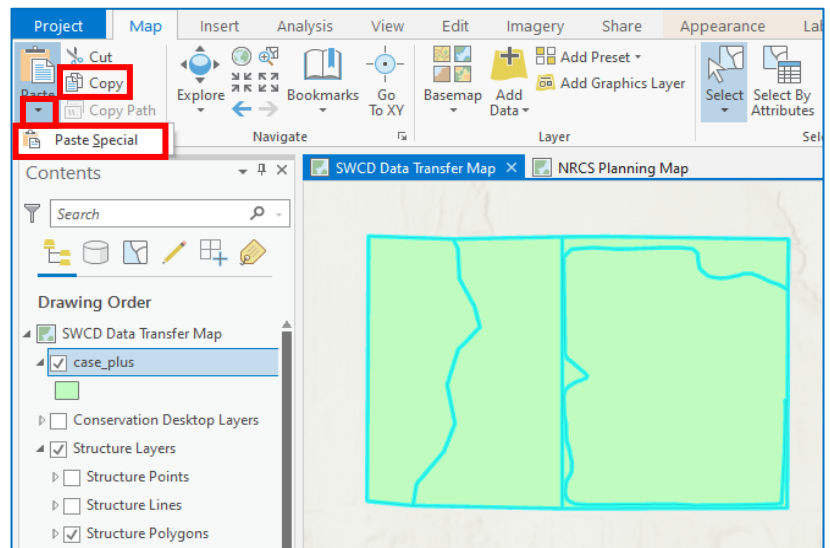 Project Map Insert Analysis View Edit Imagery Share Appearance
Cut
Copy
Copy Path
Paste
Paste Special
Explore
Bookmarks
Go
To XY
Navigate
Basemap
Add
Data
Add Preset
Add Graphics Layer
Layer
Select
Select By
Attributes
Contents
Search
SWCD Data Transfer Map
NRCS Planning Map
Drawing Order
SWCD Data Transfer Map
case_plus
Conservation Desktop Layers
Structure Layers
Structure Points
Structure Lines
Structure Polygons